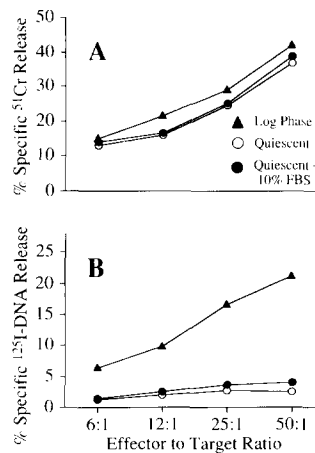 % Specific ⁵¹Cr Release
50
40
30
20
10
0
A
Log Phase
Quiescent
Quiescent +
10% FBS
% Specific ¹²⁵I-DNA Release
25
20
15
10
5
0
B
6:1 12:1 25:1 50:1
Effector to Target Ratio